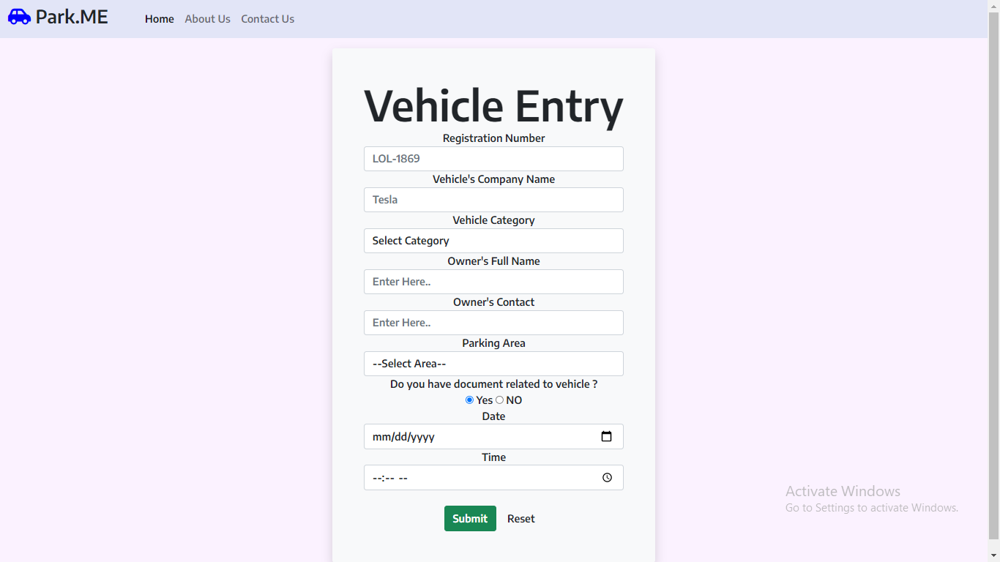 Park.ME Home About Us Contact Us
Vehicle Entry
Registration Number
LOL-1869
Vehicle's Company Name
Tesla
Vehicle Category
Select Category
Owner's Full Name
Enter Here..
Owner's Contact
Enter Here..
Parking Area
--Select Area--
Do you have document related to vehicle ?
Yes NO
Date
mm/dd/yyyy
Time
--:-- --
Submit Reset
Activate Windows
Go to Settings to activate Windows.